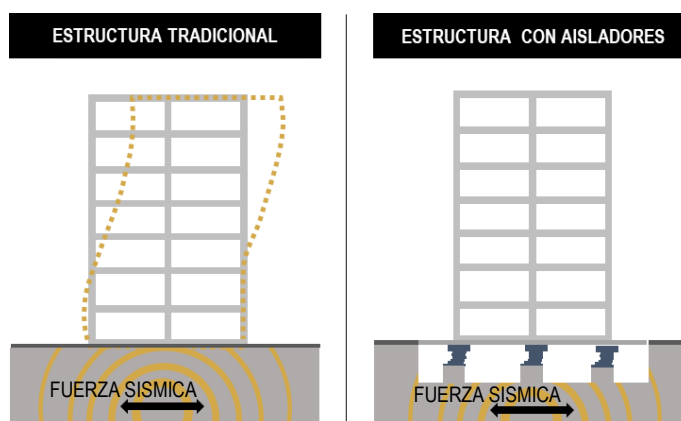 ESTRUCTURA TRADICIONAL
ESTRUCTURA CON AISLADORES
FUERZA SISMICA
FUERZA SISMICA